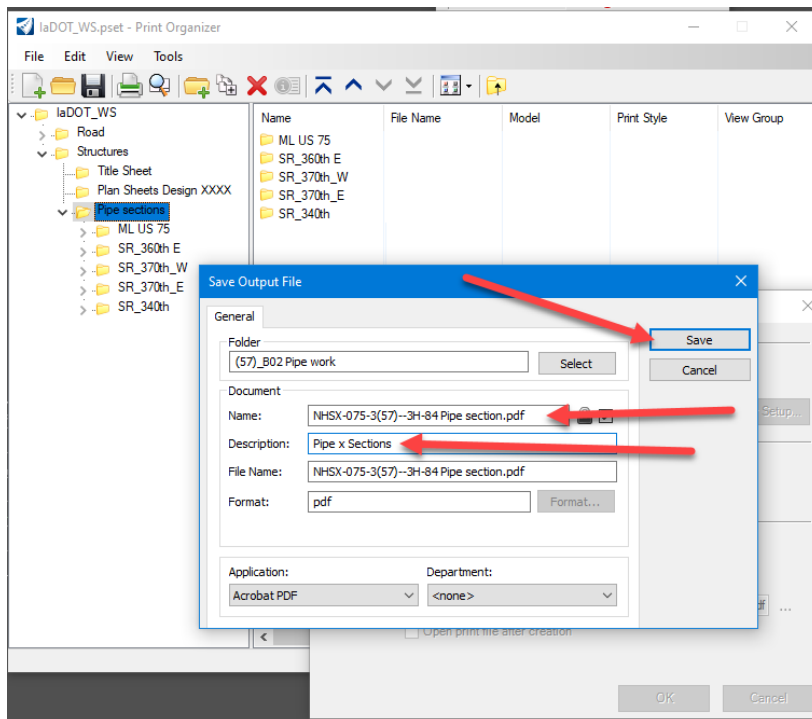 IaDOT_WS.pset - Print Organizer
File Edit View Tools
IaDOT_WS
Road
Structures
Title Sheet
Plan Sheets Design XXXX
Pipe sections
ML US 75
SR_360th E
SR_370th_W
SR_370th_E
SR_340th
Name File Name Model Print Style View Group
ML US 75
SR_360th E
SR_370th_W
SR_370th_E
SR_340th
Save Output File
General
Folder
(57)_B02 Pipe work Select
Save
Cancel
Document
Name: NHSX-075-3(57)--3H-84 Pipe section.pdf
Description: Pipe x Sections
File Name: NHSX-075-3(57)--3H-84 Pipe section.pdf
Format: pdf Format...
Application: Department:
Acrobat PDF <none>
Setup...
df ...
Open print file after creation
OK Cancel